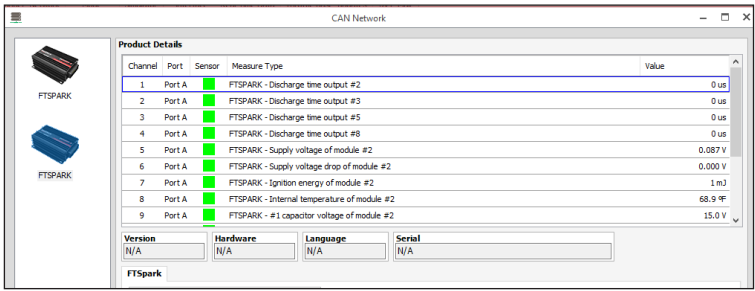 CAN Network
Product Details
Channel Port Sensor Measure Type Value
1 Port A FTSPARK - Discharge time output #2 0 us
2 Port A FTSPARK - Discharge time output #3 0 us
3 Port A FTSPARK - Discharge time output #5 0 us
4 Port A FTSPARK - Discharge time output #8 0 us
5 Port A FTSPARK - Supply voltage of module #2 0.087 V
6 Port A FTSPARK - Supply voltage drop of module #2 0.000 V
7 Port A FTSPARK - Ignition energy of module #2 1 mJ
8 Port A FTSPARK - Internal temperature of module #2 68.9 ºF
9 Port A FTSPARK - #1 capacitor voltage of module #2 15.0 V
FTSPARK
FTSPARK
Version Hardware Language Serial
N/A N/A N/A N/A
FTSpark